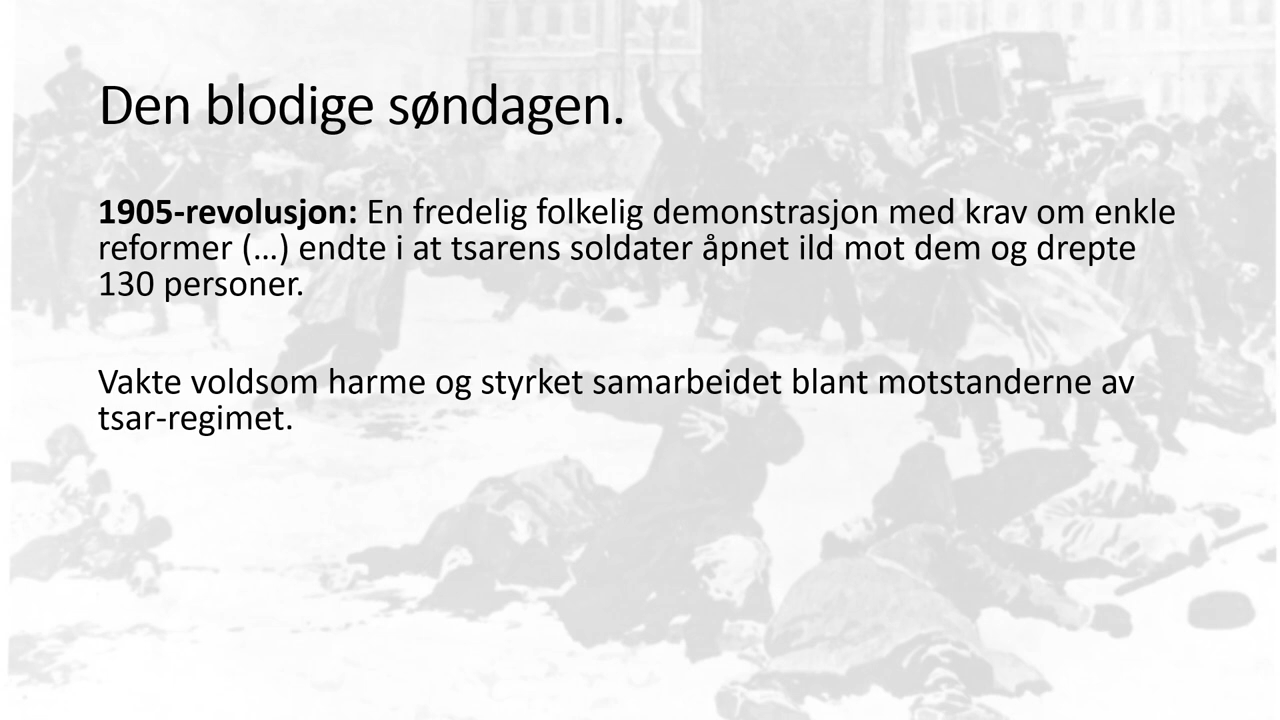 Den blodige søndagen.
1905-revolusjon: En fredelig folkelig demonstrasjon med krav om enkle
reformer (…) endte i at tsarens soldater åpnet ild mot dem og drepte
130 personer.
Vakte voldsom harme og styrket samarbeidet blant motstanderne av
tsar-regimet.